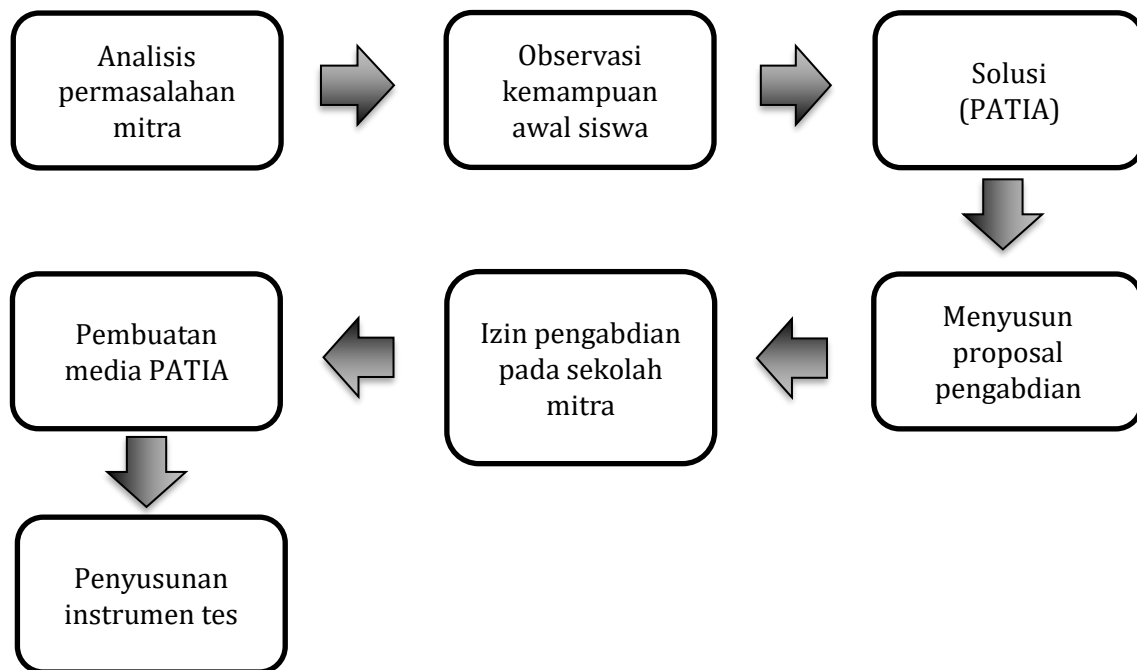 Analisis
permasalahan
mitra
Observasi
kemampuan
awal siswa
Solusi
(PATIA)
Menyusun
proposal
pengabdian
Izin pengabdian
pada sekolah
mitra
Pembuatan
media PATIA
Penyusunan
instrumen tes